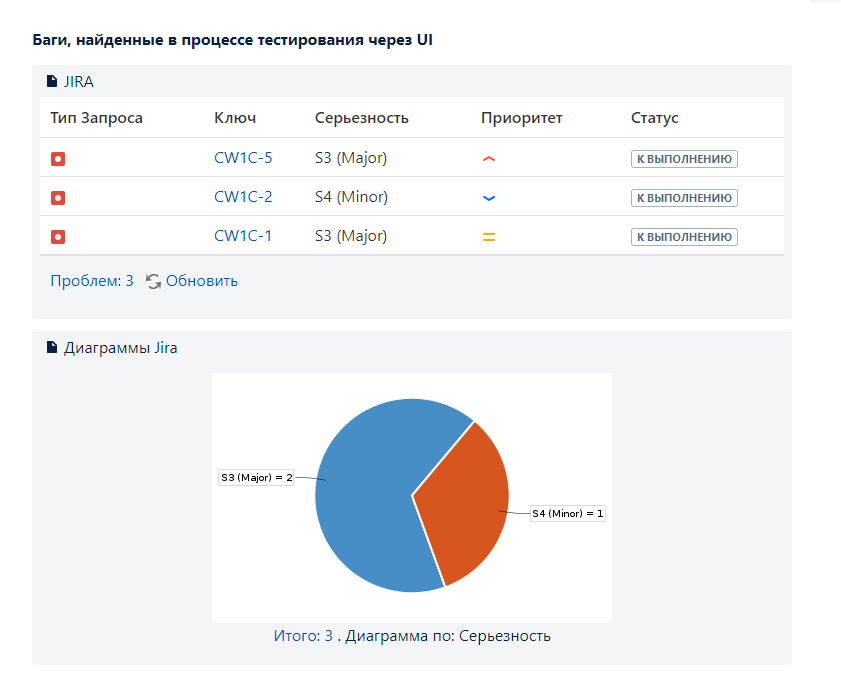 Баги, найденные в процессе тестирования через UI
JIRA
Тип Запроса Ключ Серьезность Приоритет Статус
CW1C-5 S3 (Major) К ВЫПОЛНЕНИЮ
CW1C-2 S4 (Minor) К ВЫПОЛНЕНИЮ
CW1C-1 S3 (Major) К ВЫПОЛНЕНИЮ
Проблем: 3 Обновить
Диаграммы Jira
S3 (Major) = 2
S4 (Minor) = 1
Итого: 3 . Диаграмма по: Серьезность